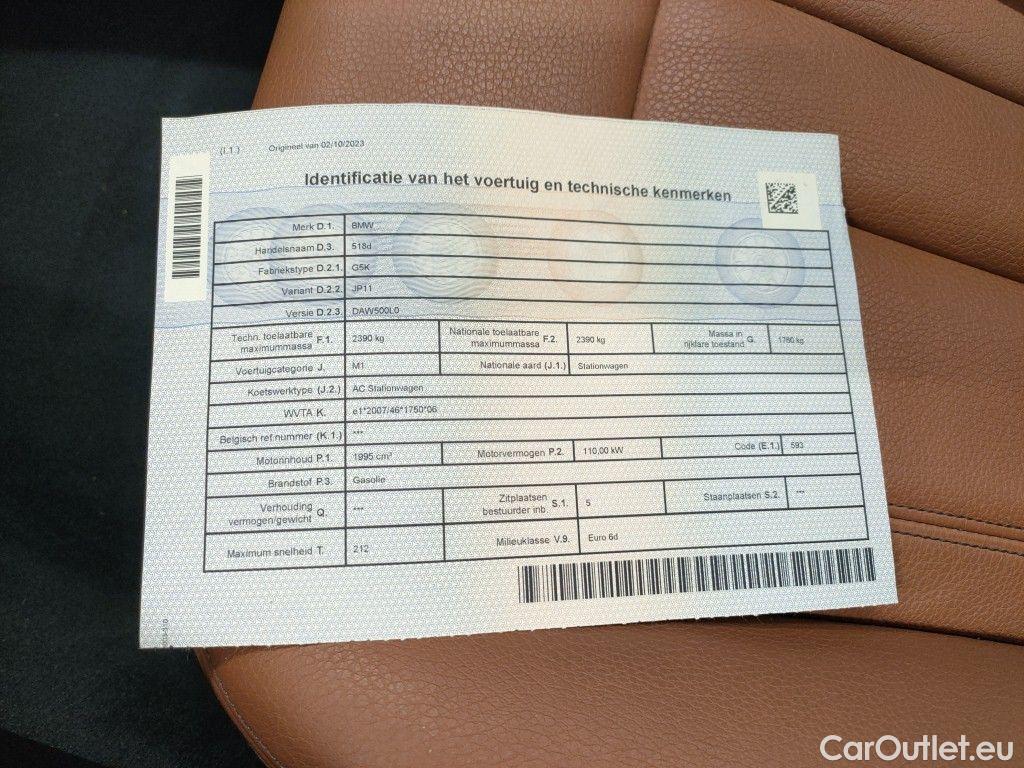 (I.1.) Origineel van 02/10/2023
Identificatie van het voertuig en technische kenmerken
Merk D.1. BMW
Handelsnaam D.3. 518d
Fabriekstype D.2.1. G5K
Variant D.2.2. JP11
Versie D.2.3. DAW500L0
Techn. toelaatbare maximummassa F.1. 2390 kg Nationale toelaatbare maximummassa F.2. 2390 kg Massa in rijklare toestand G. 1760 kg
Voertuigcategorie J. M1 Nationale aard (J.1.) Stationwagen
Koetswerktype (J.2.) AC Stationwagen
WVTA K. e1*2007/46*1750*06
Belgisch ref.nummer (K.1.) ***
Motorinhoud P.1. 1995 cm³ Motorvermogen P.2. 110,00 kW Code (E.1.) 593
Brandstof P.3. Gasolie
Verhouding vermogen/gewicht Q. *** Zitplaatsen bestuurder inb. S.1. 5 Staanplaatsen S.2. ***
Maximum snelheid T. 212 Milieuklasse V.9. Euro 6d
CarOutlet.eu